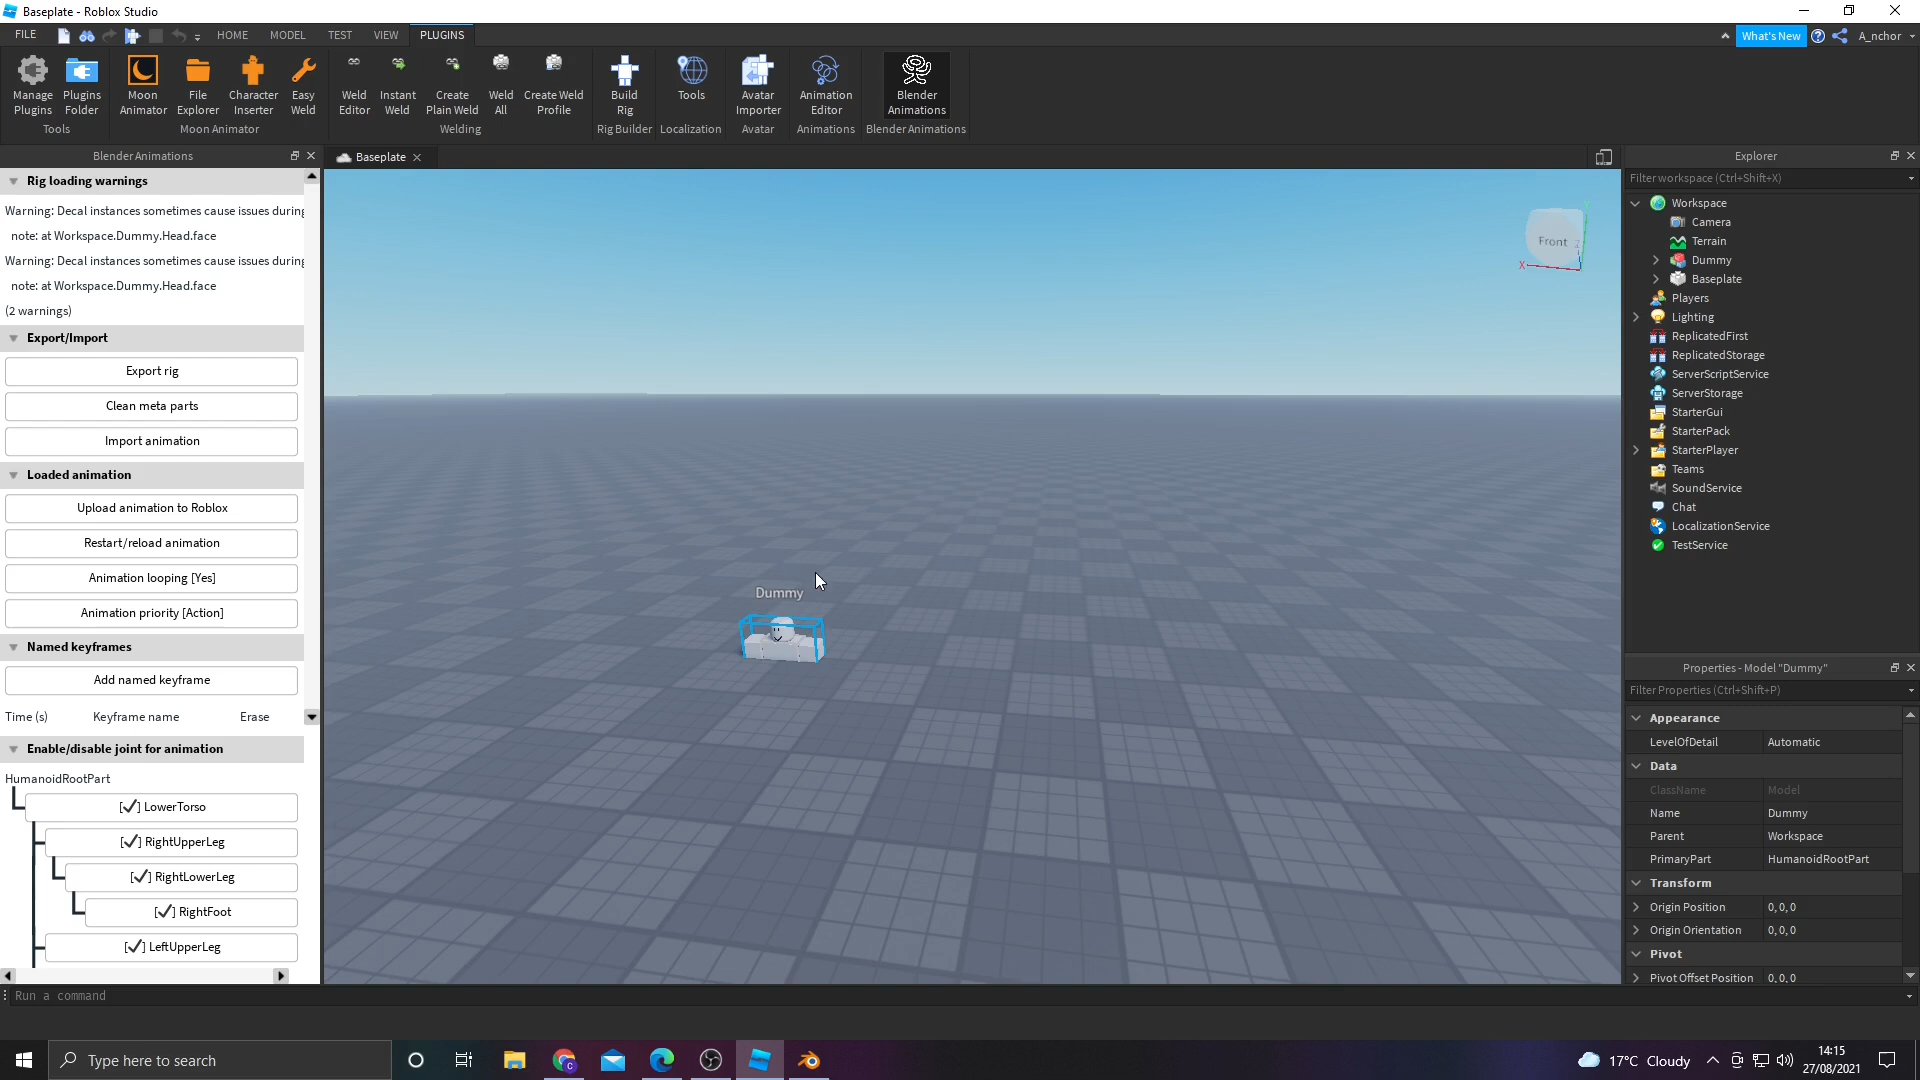 Baseplate - Roblox Studio
FILE
HOME
MODEL
TEST
VIEW
PLUGINS
What's New
A_nchor
Manage Plugins
Plugins Folder
Moon Animator
File Explorer
Character Inserter
Easy Weld
Weld Editor
Instant Weld
Create Plain Weld
Weld All
Create Weld Profile
Build Rig
Tools
Avatar Importer
Animation Editor
Blender Animations
Tools
Moon Animator
Welding
Rig Builder
Localization
Avatar
Animations
Blender Animations
Blender Animations
Rig loading warnings
Warning: Decal instances sometimes cause issues during
note: at Workspace.Dummy.Head.face
Warning: Decal instances sometimes cause issues during
note: at Workspace.Dummy.Head.face
(2 warnings)
Export/Import
Export rig
Clean meta parts
Import animation
Loaded animation
Upload animation to Roblox
Restart/reload animation
Animation looping [Yes]
Animation priority [Action]
Named keyframes
Add named keyframe
Time (s) Keyframe name Erase
Enable/disable joint for animation
HumanoidRootPart
[✓] LowerTorso
[✓] RightUpperLeg
[✓] RightLowerLeg
[✓] RightFoot
[✓] LeftUpperLeg
Run a command
Baseplate
Front
X
Z
Dummy
Explorer
Filter workspace (Ctrl+Shift+X)
Workspace
Camera
Terrain
Dummy
Baseplate
Players
Lighting
ReplicatedFirst
ReplicatedStorage
ServerScriptService
ServerStorage
StarterGui
StarterPack
StarterPlayer
Teams
SoundService
Chat
LocalizationService
TestService
Properties - Model "Dummy"
Filter Properties (Ctrl+Shift+P)
Appearance
LevelOfDetail Automatic
Data
ClassName Model
Name Dummy
Parent Workspace
PrimaryPart HumanoidRootPart
Transform
Origin Position 0, 0, 0
Origin Orientation 0, 0, 0
Pivot
Pivot Offset Position 0, 0, 0
Type here to search
17°C Cloudy
14:15
27/08/2021